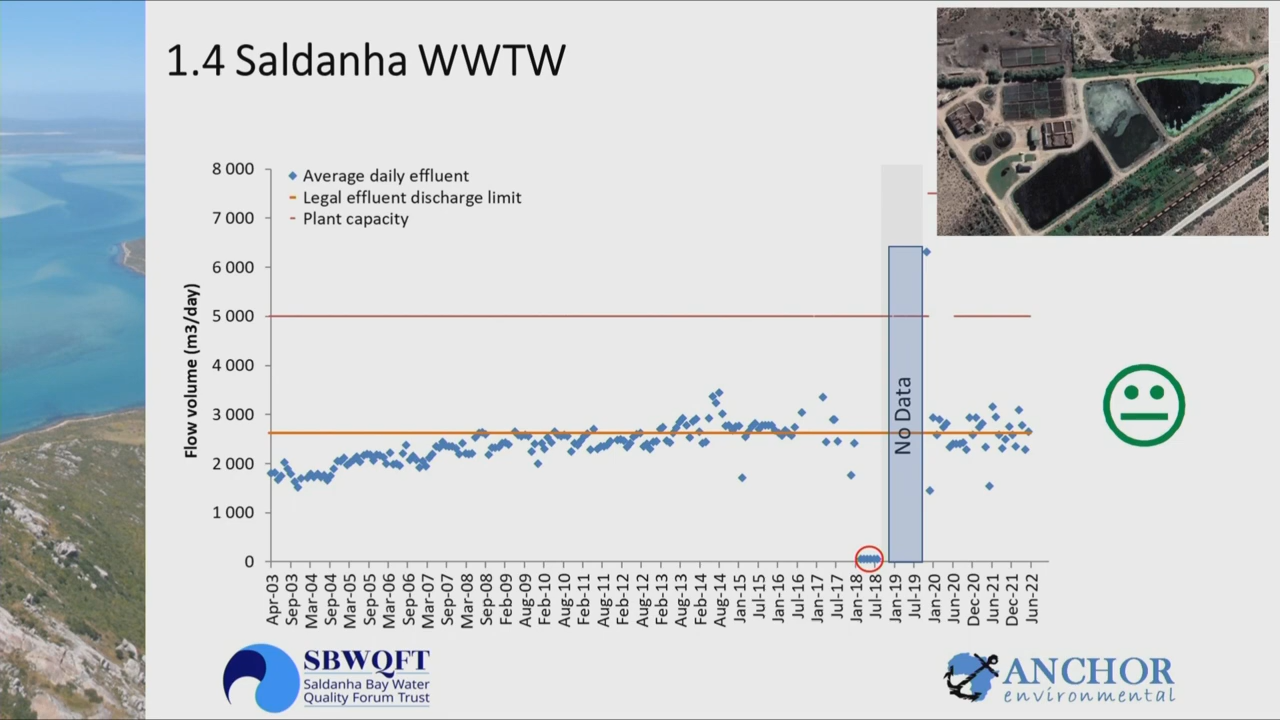 1.4 Saldanha WWTW
Average daily effluent
Legal effluent discharge limit
Plant capacity
Flow volume (m3/day)
8 000
7 000
6 000
5 000
4 000
3 000
2 000
1 000
0
No Data
Apr-03
Sep-03
Mar-04
Sep-04
Mar-05
Sep-05
Mar-06
Sep-06
Mar-07
Sep-07
Mar-08
Sep-08
Feb-09
Aug-09
Feb-10
Aug-10
Feb-11
Aug-11
Feb-12
Aug-12
Feb-13
Aug-13
Feb-14
Aug-14
Jan-15
Jul-15
Jan-16
Jul-16
Jan-17
Jul-17
Jan-18
Jul-18
Jan-19
Jul-19
Jan-20
Jun-20
Dec-20
Jun-21
Dec-21
Jun-22
SBWQFT
Saldanha Bay Water
Quality Forum Trust
ANCHOR
environmental